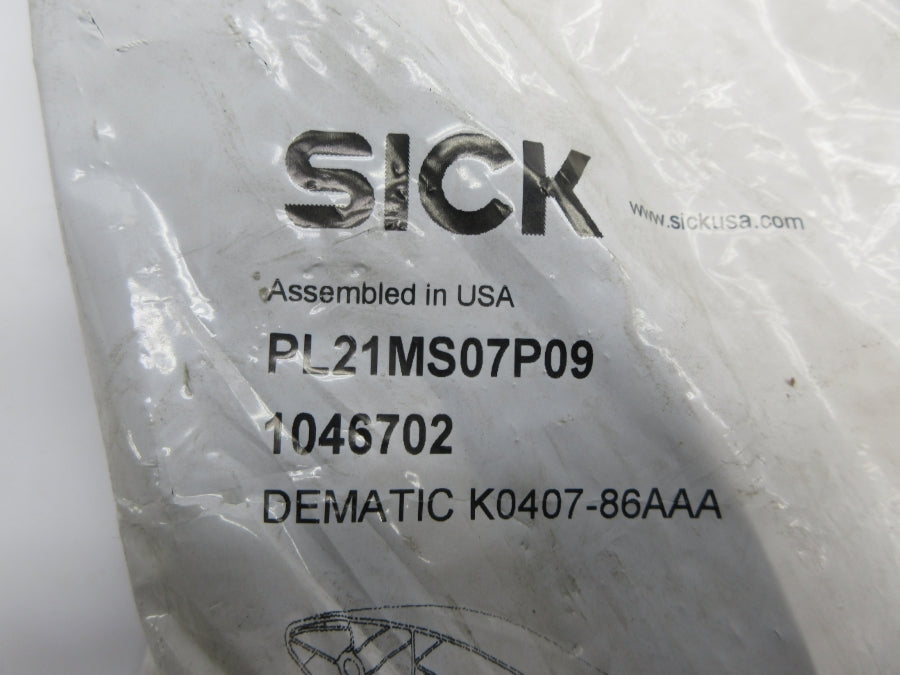 SICK
www.sickusa.com
Assembled in USA
PL21MS07P09
1046702
DEMATIC K0407-86AAA